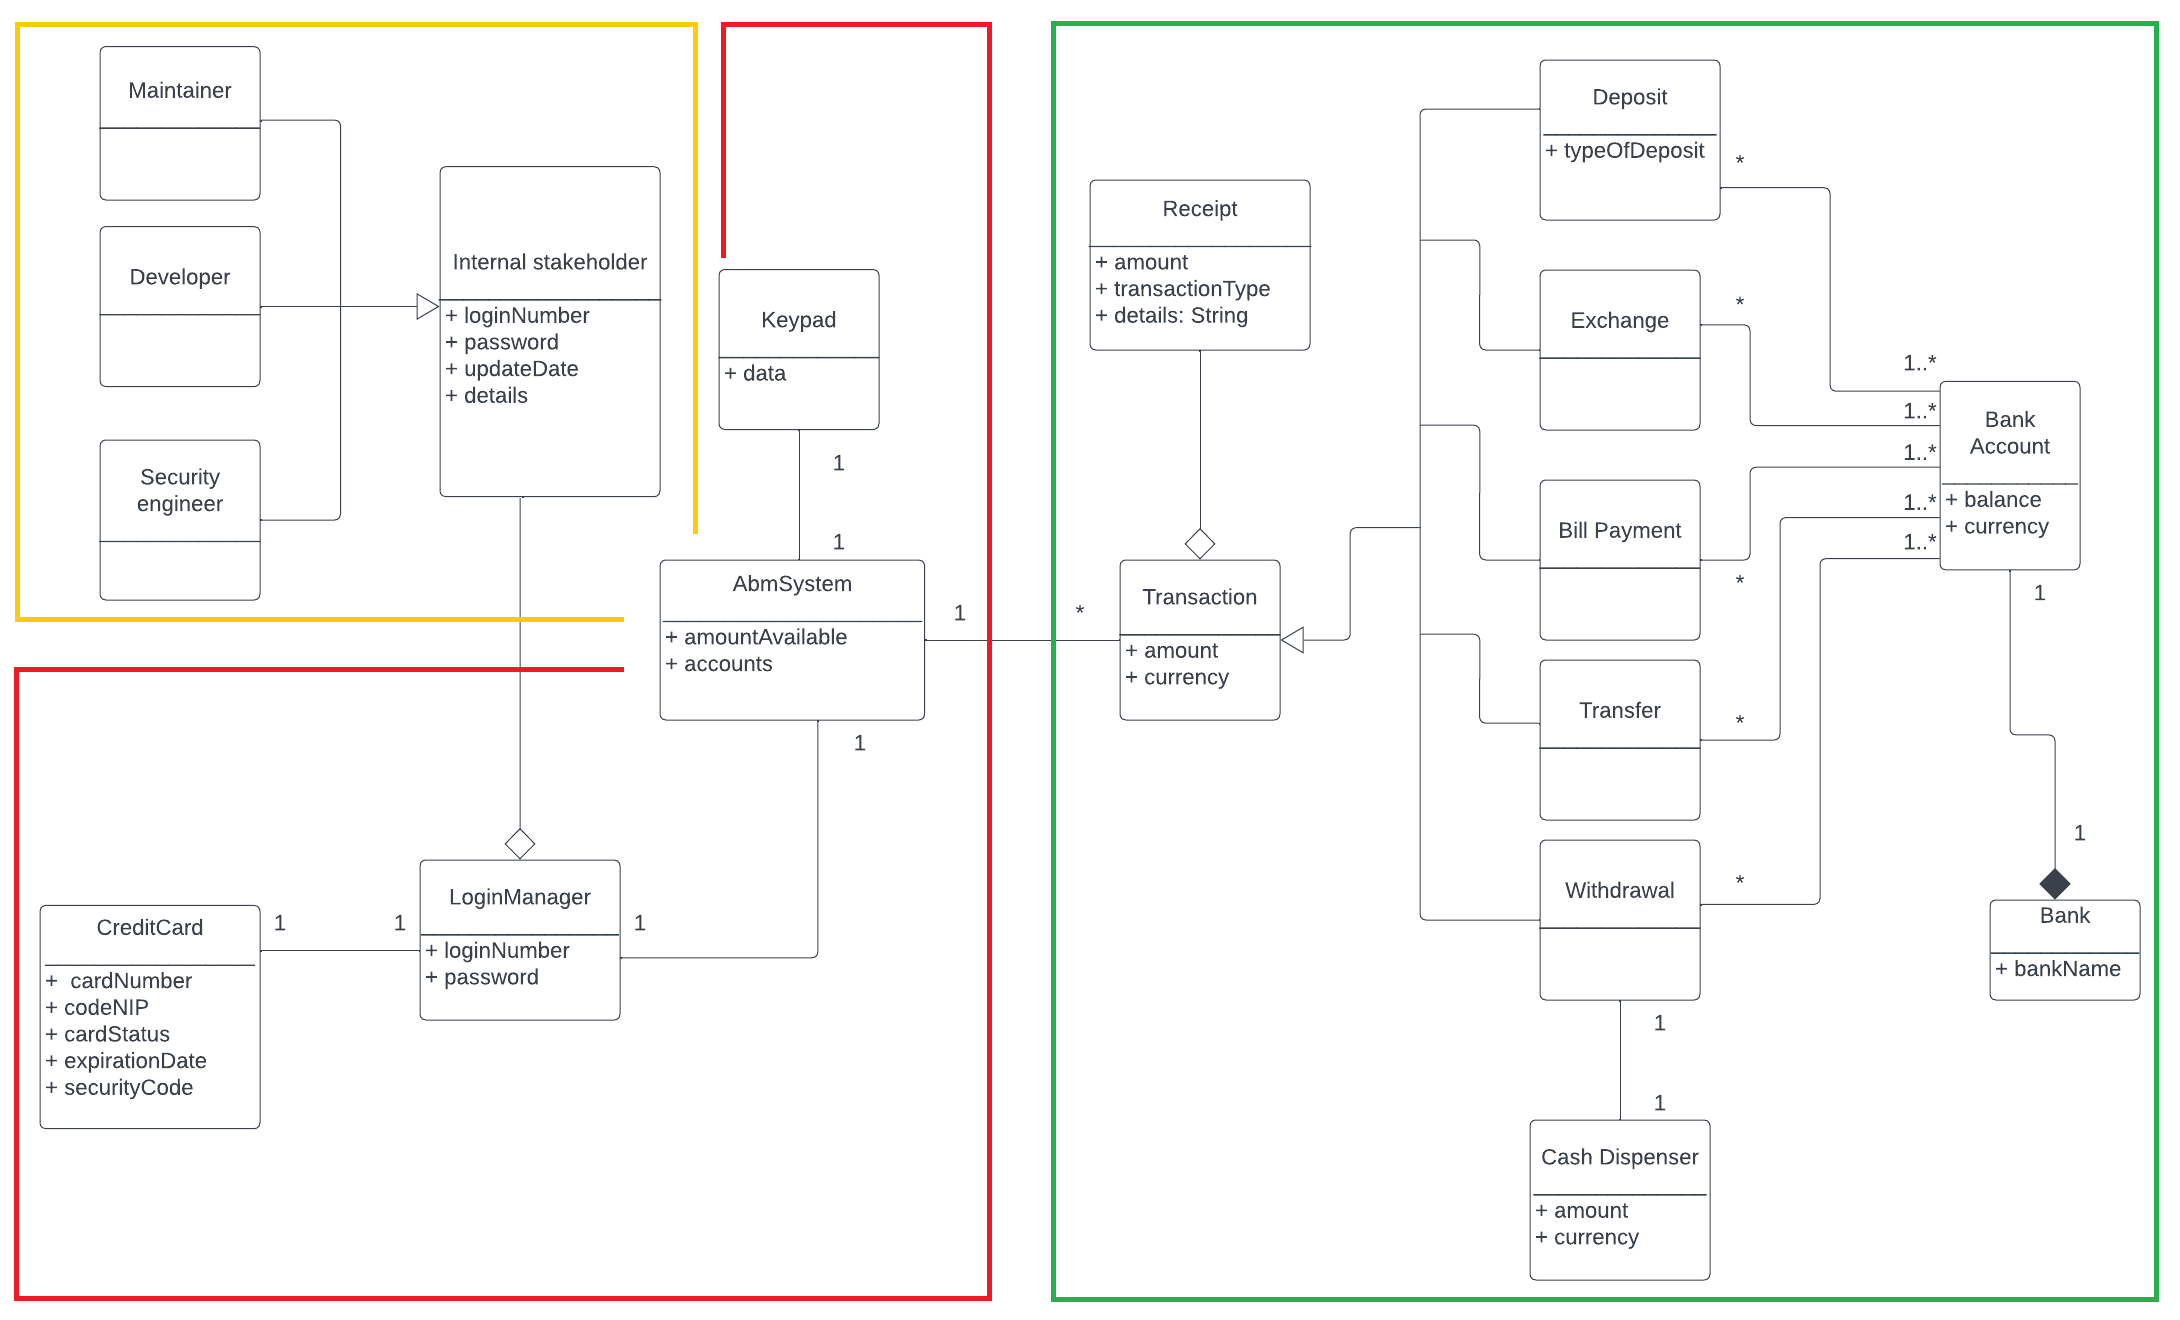 Maintainer
Developer
Security
engineer
Internal stakeholder
+ loginNumber
+ password
+ updateDate
+ details
Keypad
+ data
1
1
AbmSystem
+ amountAvailable
+ accounts
1
*
1
LoginManager
+ loginNumber
+ password
1
1
1
CreditCard
+  cardNumber
+ codeNIP
+ cardStatus
+ expirationDate
+ securityCode
Receipt
+ amount
+ transactionType
+ details: String
Transaction
+ amount
+ currency
Deposit
+ typeOfDeposit
*
Exchange
*
Bill Payment
*
Transfer
*
Withdrawal
*
1
1
Cash Dispenser
+ amount
+ currency
1..*
1..*
1..*
1..*
1..*
Bank
Account
+ balance
+ currency
1
1
Bank
+ bankName